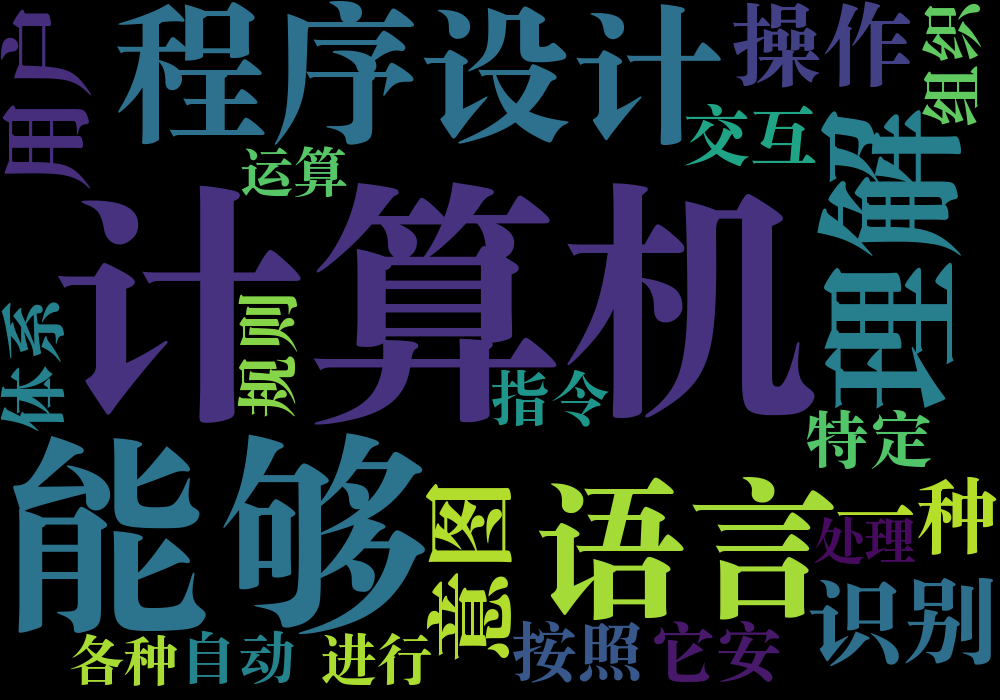 程序设计
操作
组织
用户
交互
理解
运算
计算机
体系
规则
指令
特定
能够
意图
语言
一种
处理
识别
各种
自动
进行
按照
它安